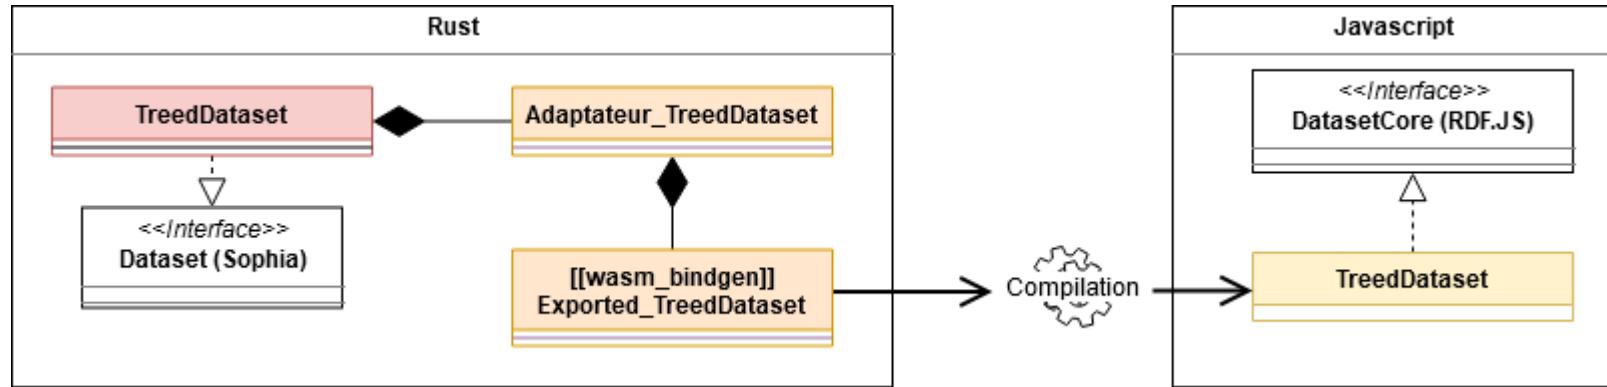 Rust
TreedDataset
Adaptateur_TreedDataset
<<Interface>>
Dataset (Sophia)
[[wasm_bindgen]]
Exported_TreedDataset
Compilation
Javascript
<<Interface>>
DatasetCore (RDF.JS)
TreedDataset